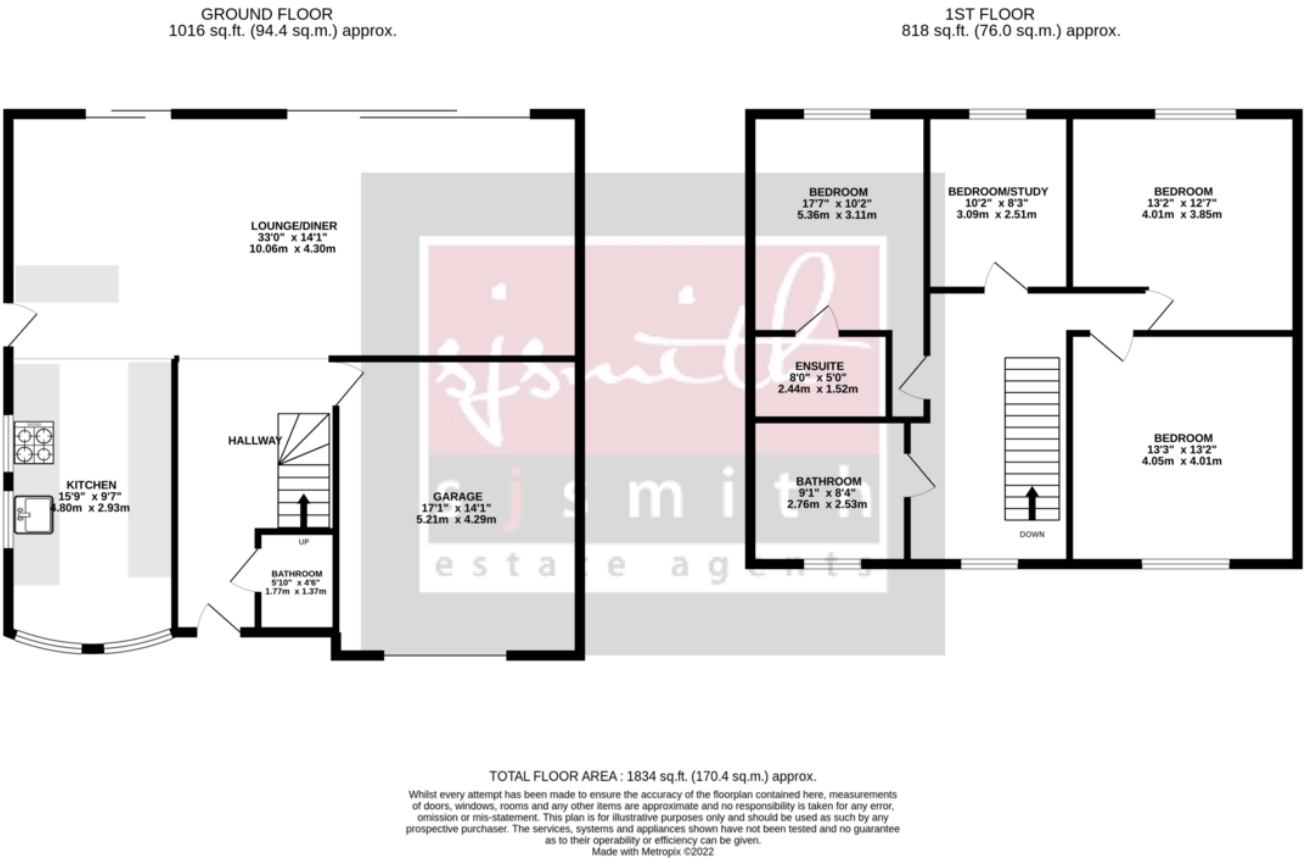 GROUND FLOOR
1016 sq.ft. (94.4 sq.m.) approx.
1ST FLOOR
818 sq.ft. (76.0 sq.m.) approx.
LOUNGE/DINER
33'0" x 14'1"
10.06m x 4.30m
HALLWAY
KITCHEN
15'9" x 9'7"
4.80m x 2.93m
UP
BATHROOM
5'10" x 4'6"
1.77m x 1.37m
GARAGE
17'1" x 14'1"
5.21m x 4.29m
BEDROOM
17'7" x 10'2"
5.36m x 3.11m
BEDROOM/STUDY
10'2" x 8'3"
3.09m x 2.51m
BEDROOM
13'2" x 12'7"
4.01m x 3.85m
ENSUITE
8'0" x 5'0"
2.44m x 1.52m
BATHROOM
9'1" x 8'4"
2.76m x 2.53m
BEDROOM
13'3" x 13'2"
4.05m x 4.01m
DOWN
sjsmith
sjsmith
estate agents
TOTAL FLOOR AREA : 1834 sq.ft. (170.4 sq.m.) approx.
Whilst every attempt has been made to ensure the accuracy of the floorplan contained here, measurements
of doors, windows, rooms and any other items are approximate and no responsibility is taken for any error,
omission or mis-statement. This plan is for illustrative purposes only and should be used as such by any
prospective purchaser. The services, systems and appliances shown have not been tested and no guarantee
as to their operability or efficiency can be given.
Made with Metropix ©2022